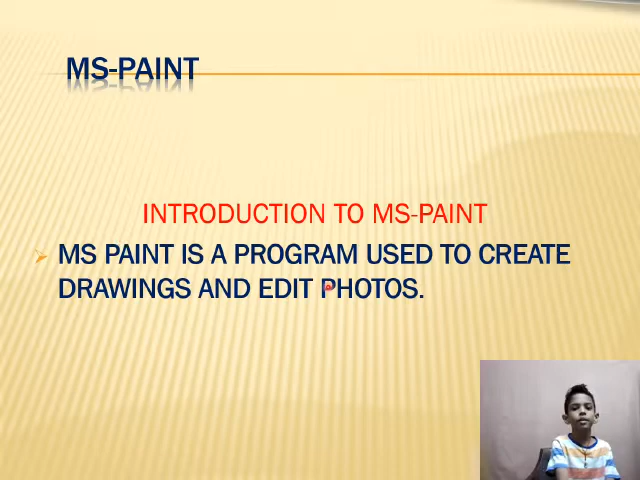 MS-PAINT
INTRODUCTION TO MS-PAINT
MS PAINT IS A PROGRAM USED TO CREATE
DRAWINGS AND EDIT PHOTOS.